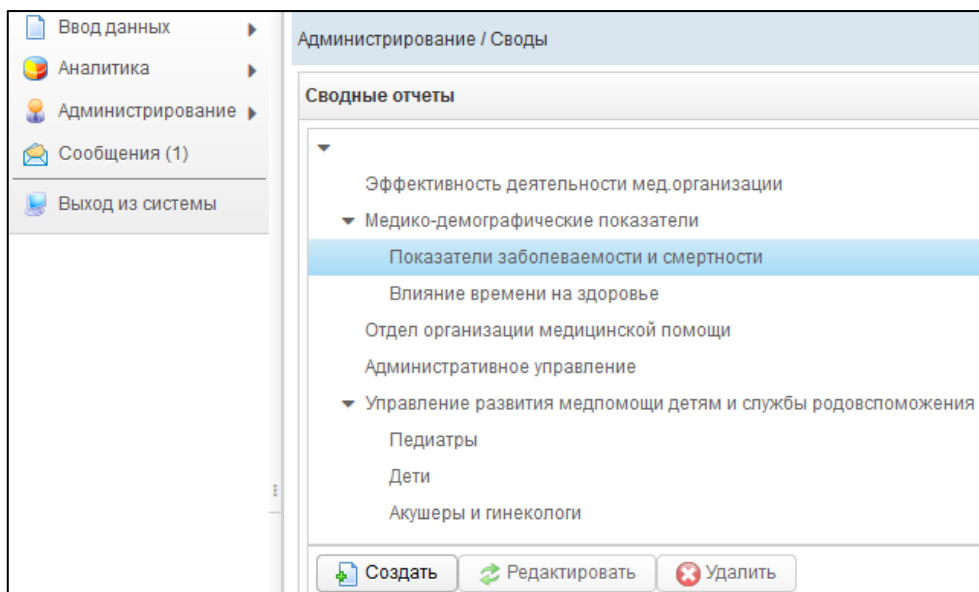 Ввод данных
Аналитика
Администрирование
Сообщения (1)
Выход из системы
Администрирование / Своды
Сводные отчеты
Эффективность деятельности мед.организации
Медико-демографические показатели
Показатели заболеваемости и смертности
Влияние времени на здоровье
Отдел организации медицинской помощи
Административное управление
Управление развития медпомощи детям и службы родовспоможения
Педиатры
Дети
Акушеры и гинекологи
Создать
Редактировать
Удалить